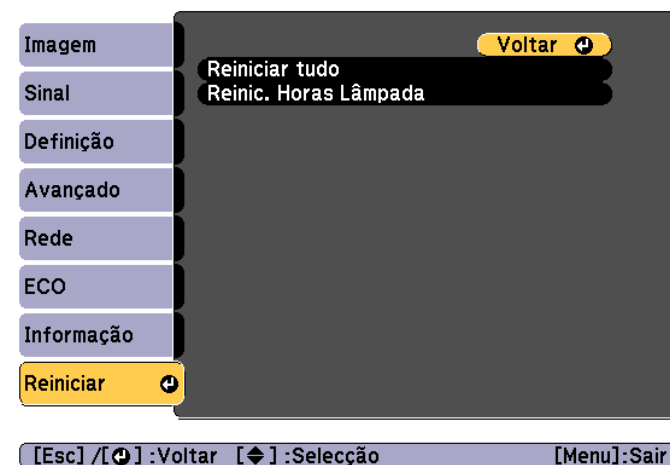 Imagem
Sinal
Definição
Avançado
Rede
ECO
Informação
Reiniciar
Voltar
Reiniciar tudo
Reinic. Horas Lâmpada
[Esc] /[ ] :Voltar [ ] :Selecção [Menu]:Sair